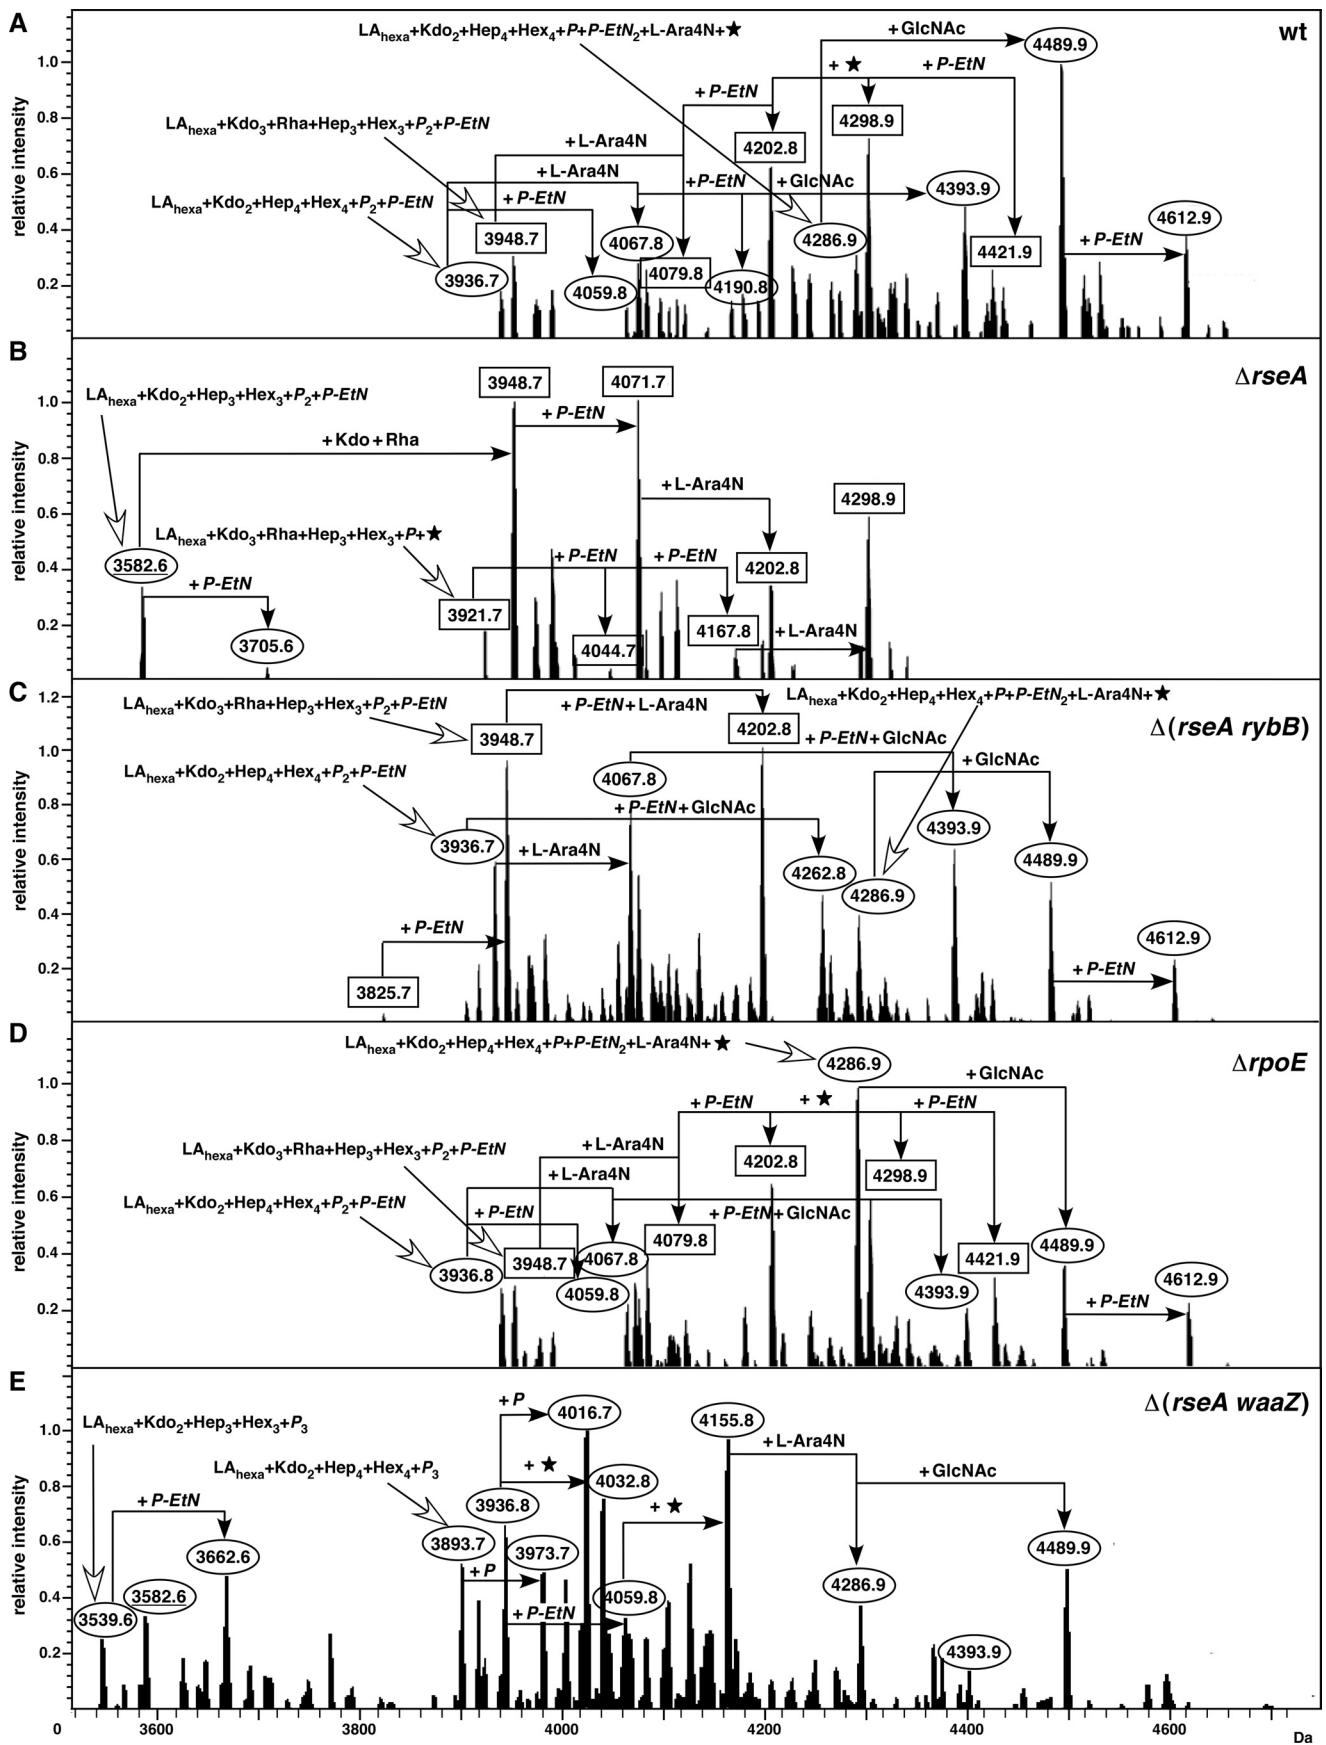 A
wt
LAhexa+Kdo2+Hep4+Hex4+P+P-EtN2+L-Ara4N+★
+GlcNAc
4489.9
+ ★
+ P-EtN
+ P-EtN
4298.9
LAhexa+Kdo3+Rha+Hep3+Hex3+P2+P-EtN
+L-Ara4N
4202.8
+L-Ara4N
+P-EtN
+GlcNAc
4393.9
LAhexa+Kdo2+Hep4+Hex4+P2+P-EtN
+ P-EtN
4612.9
3948.7
4067.8
4286.9
4421.9
+ P-EtN
3936.7
4059.8
4079.8
4190.8
relative intensity
1.0
0.8
0.6
0.4
0.2
B
ΔrseA
3948.7
4071.7
LAhexa+Kdo2+Hep3+Hex3+P2+P-EtN
+ P-EtN
+Kdo+Rha
+L-Ara4N
4298.9
LAhexa+Kdo3+Rha+Hep3+Hex3+P+★
3582.6
+ P-EtN
+ P-EtN
+ P-EtN
4202.8
3921.7
4167.8
3705.6
4044.7
+L-Ara4N
relative intensity
1.0
0.8
0.6
0.4
0.2
C
Δ(rseA rybB)
LAhexa+Kdo3+Rha+Hep3+Hex3+P2+P-EtN
+ P-EtN+L-Ara4N
LAhexa+Kdo2+Hep4+Hex4+P+P-EtN2+L-Ara4N+★
3948.7
4202.8
+ P-EtN+GlcNAc
LAhexa+Kdo2+Hep4+Hex4+P2+P-EtN
4067.8
+GlcNAc
+ P-EtN+GlcNAc
4393.9
3936.7
+L-Ara4N
4262.8
4286.9
4489.9
+ P-EtN
4612.9
3825.7
+ P-EtN
relative intensity
1.2
1.0
0.8
0.6
0.4
0.2
D
ΔrpoE
LAhexa+Kdo2+Hep4+Hex4+P+P-EtN2+L-Ara4N+★
4286.9
+GlcNAc
+ P-EtN
+ ★
+ P-EtN
LAhexa+Kdo3+Rha+Hep3+Hex3+P2+P-EtN
+L-Ara4N
4202.8
4298.9
+L-Ara4N
LAhexa+Kdo2+Hep4+Hex4+P2+P-EtN
+ P-EtN
+ P-EtN+GlcNAc
4079.8
4489.9
3936.8
3948.7
4067.8
4421.9
4059.8
4393.9
4612.9
+ P-EtN
relative intensity
1.0
0.8
0.6
0.4
0.2
E
Δ(rseA waaZ)
LAhexa+Kdo2+Hep3+Hex3+P3
+ P
4016.7
4155.8
+L-Ara4N
LAhexa+Kdo2+Hep4+Hex4+P3
+ ★
4032.8
+GlcNAc
+ P-EtN
3936.8
+ ★
3662.6
3893.7
3973.7
4489.9
+ P
3539.6
3582.6
4059.8
4286.9
+ P-EtN
4393.9
relative intensity
1.0
0.8
0.6
0.4
0.2
0
3600
3800
4000
4200
4400
4600
Da